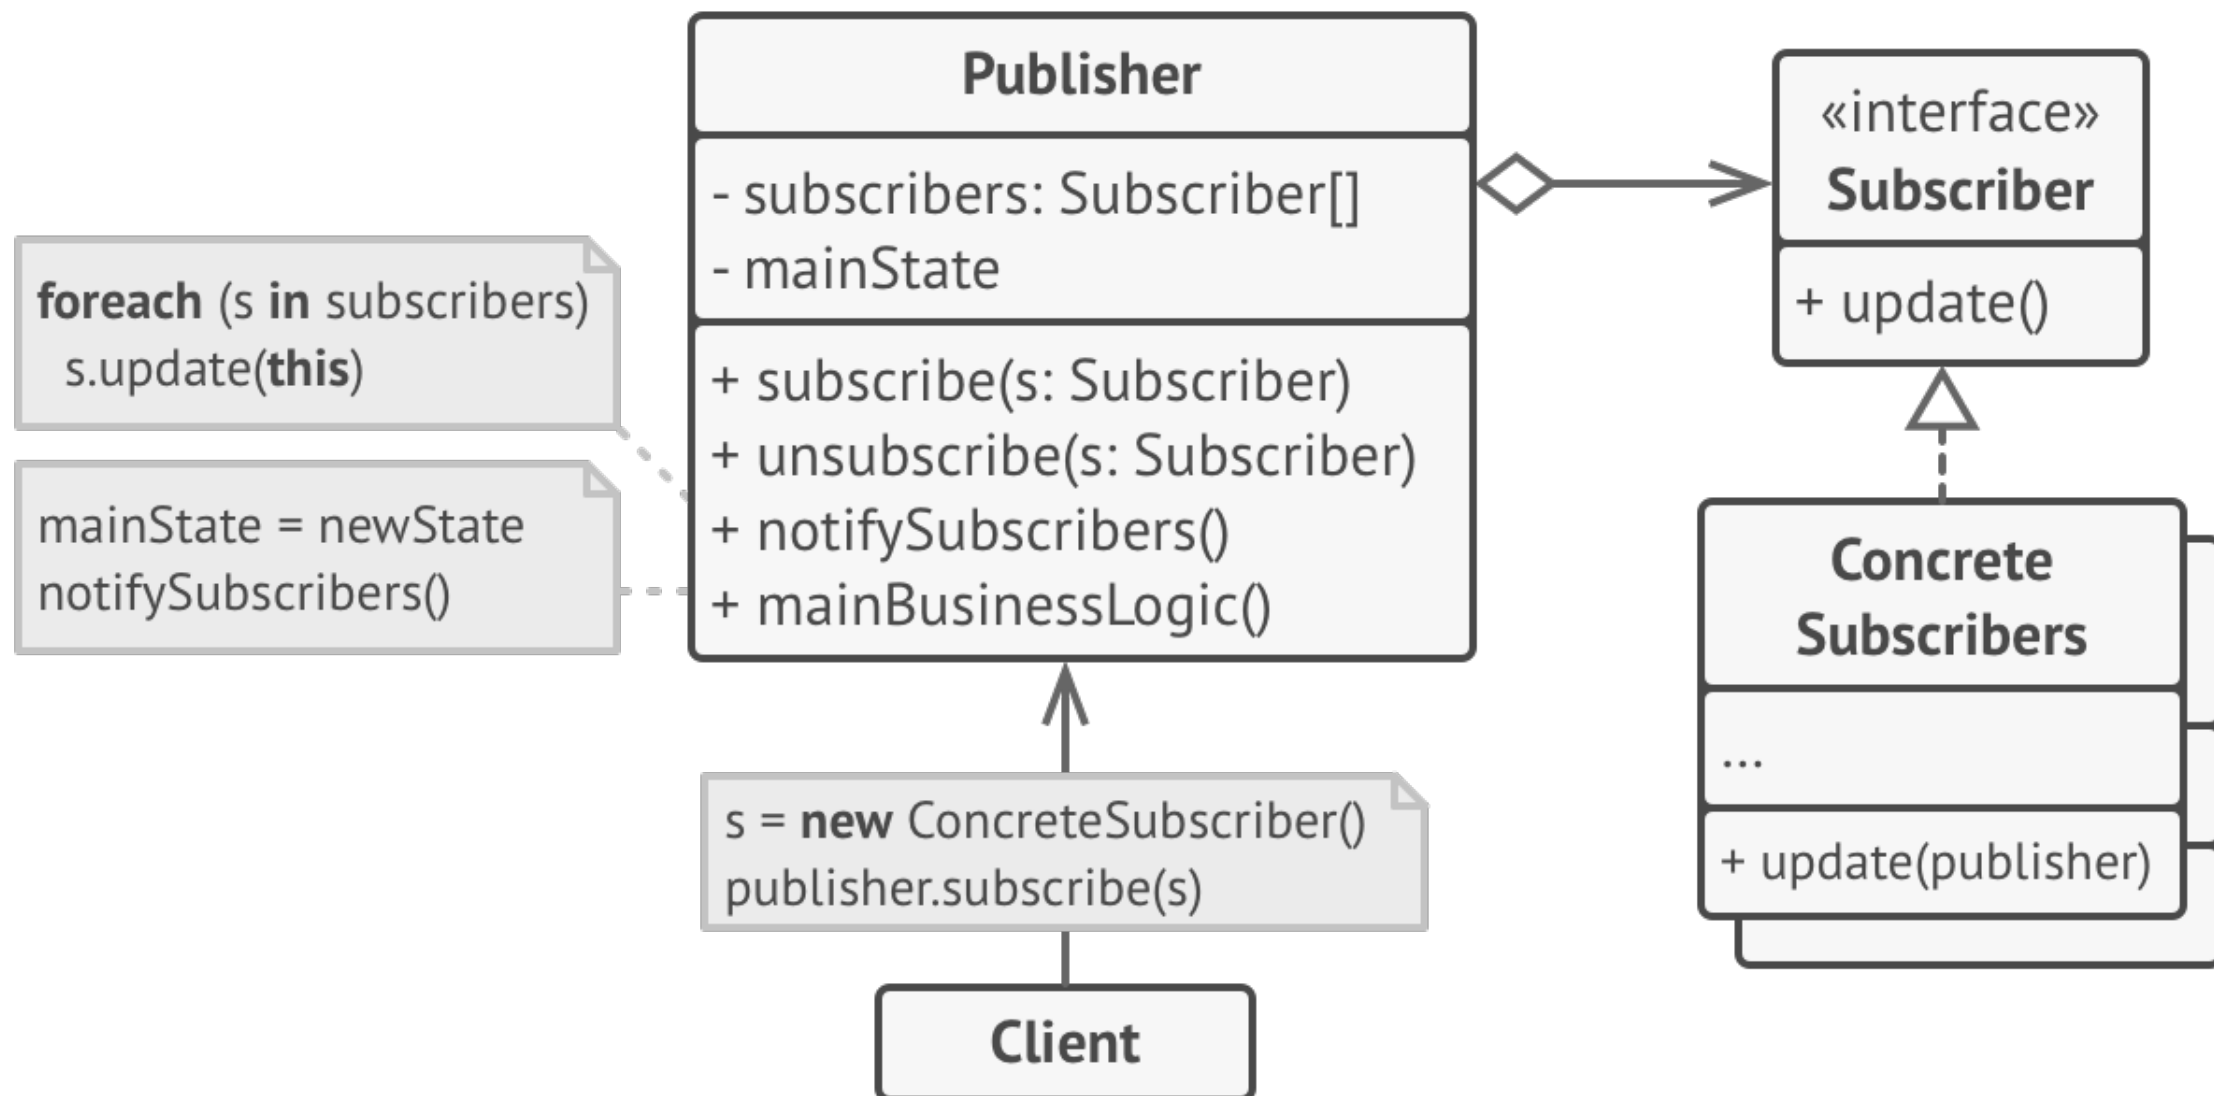 Publisher
- subscribers: Subscriber[]
- mainState
+ subscribe(s: Subscriber)
+ unsubscribe(s: Subscriber)
+ notifySubscribers()
+ mainBusinessLogic()
«interface»
Subscriber
+ update()
foreach (s in subscribers)
s.update(this)
mainState = newState
notifySubscribers()
Concrete
Subscribers
...
+ update(publisher)
s = new ConcreteSubscriber()
publisher.subscribe(s)
Client